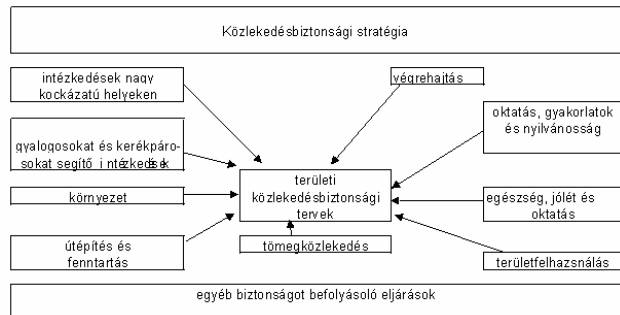 Közlekedésbiztonsági stratégia
intézkedések nagy
kockázatú helyeken
végrehajtás
oktatás, gyakorlatok
és nyilvánosság
gyalogosokat és kerékpáro-
sokat segítő intézkedések
területi
közlekedésbiztonsági
tervek
környezet
egészség, jólét és
oktatás
útépítés és
fenntartás
tömegközlekedés
területfelhazsnálás
egyéb biztonságot befolyásoló eljárások